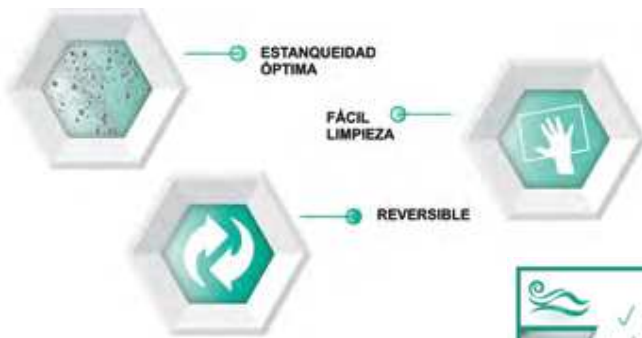 ESTANQUEIDAD
ÓPTIMA
FÁCIL
LIMPIEZA
REVERSIBLE